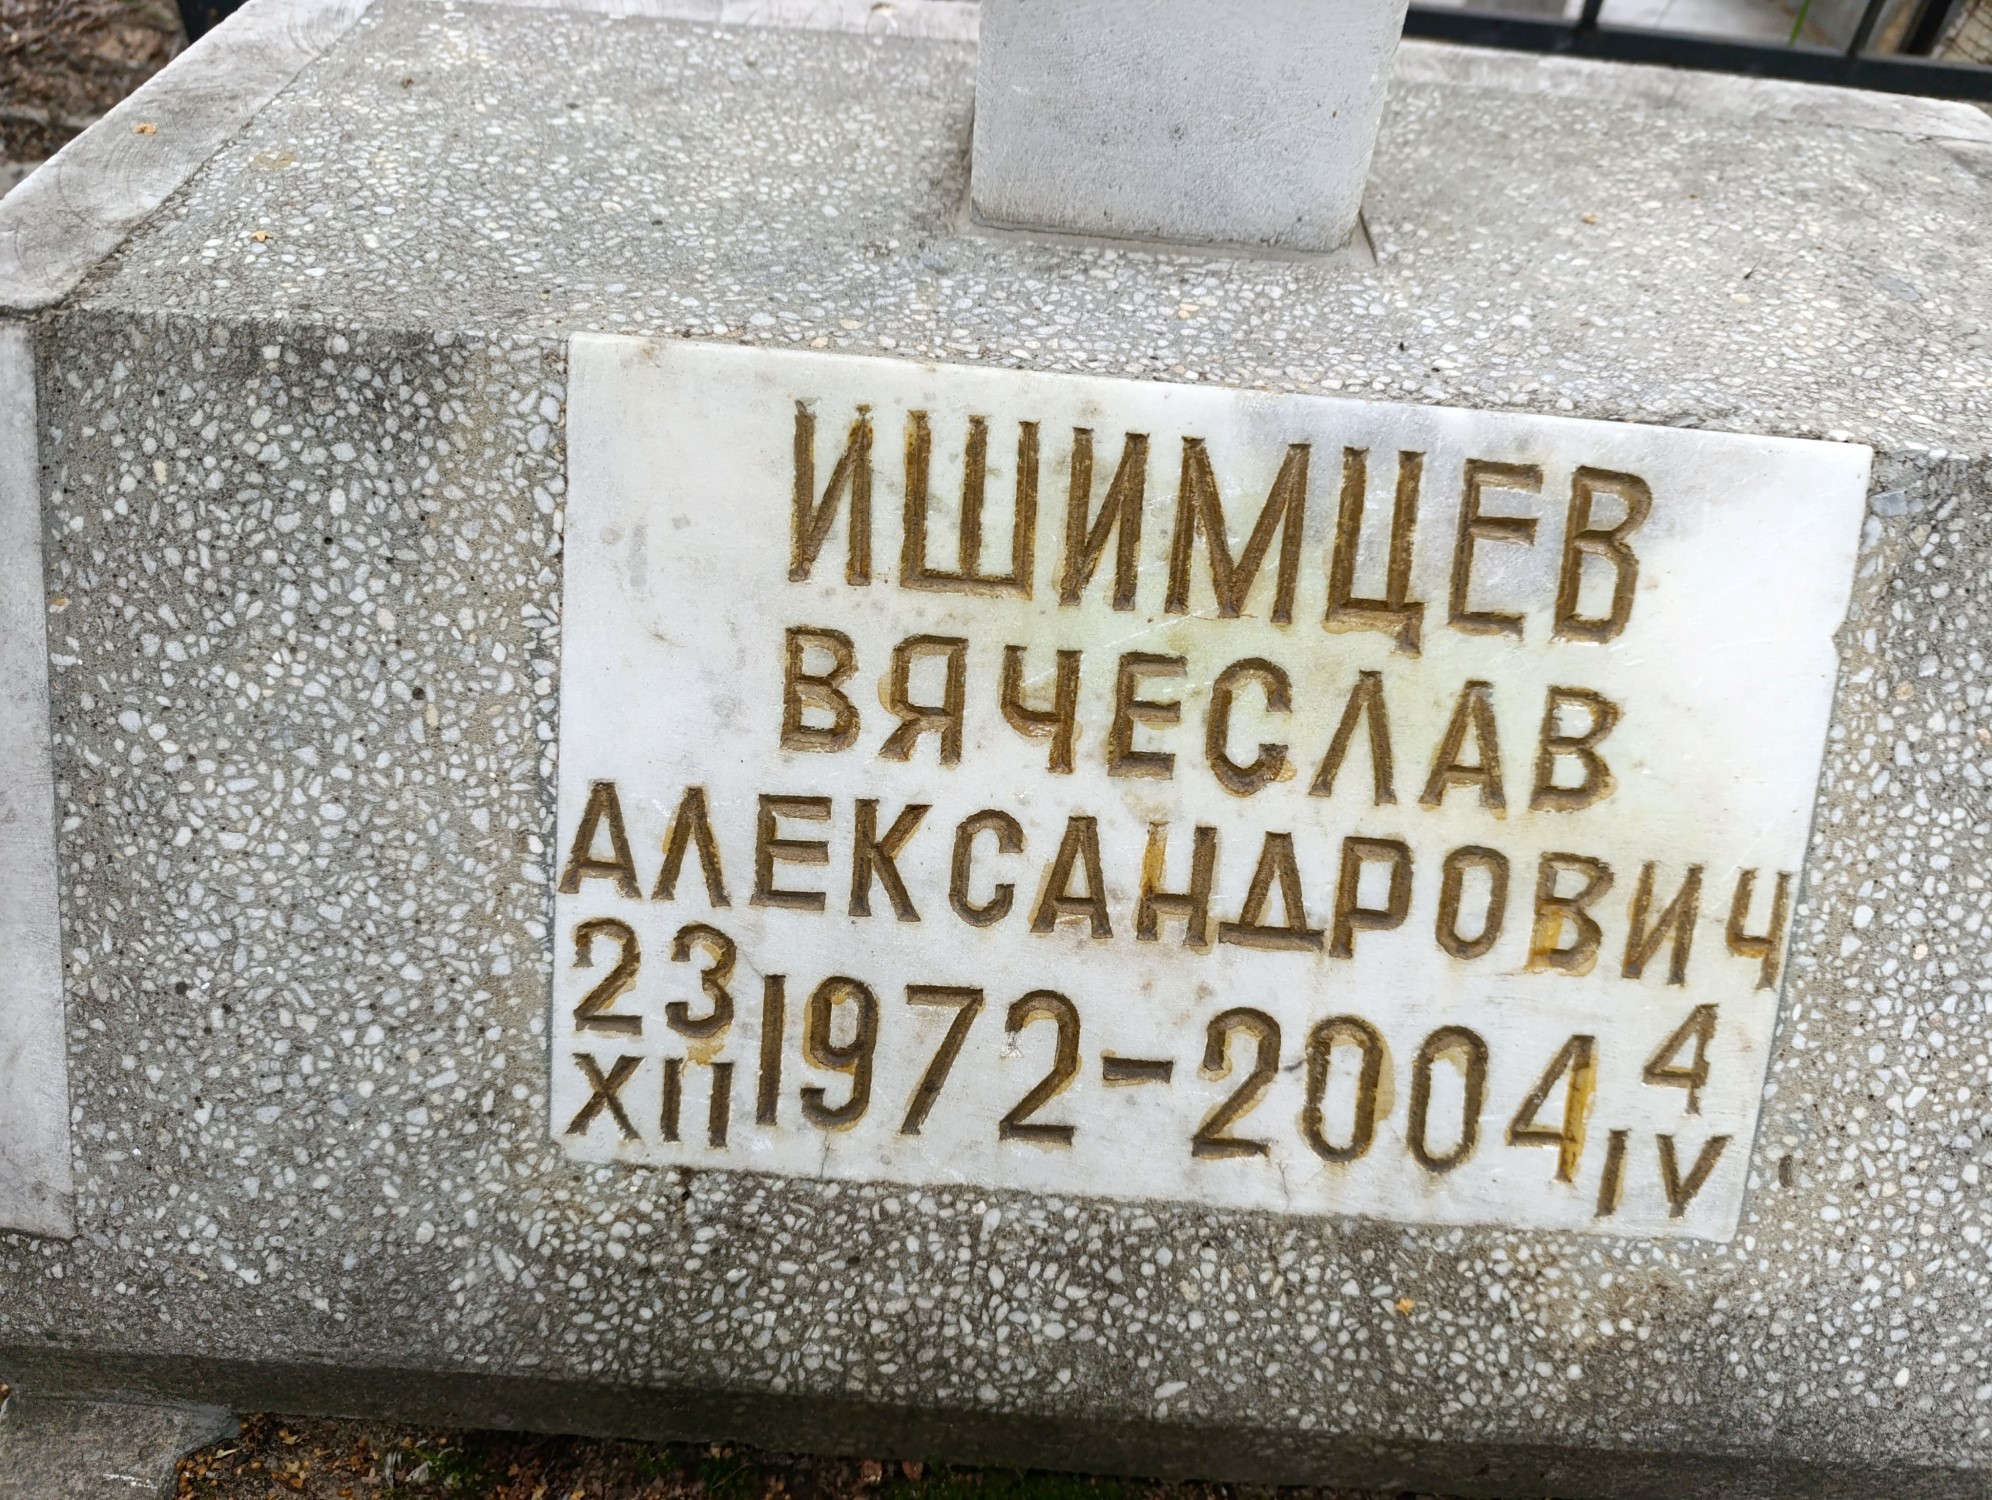 ИШИМЦЕВ
ВЯЧЕСЛАВ
АЛЕКСАНДРОВИЧ
23 XII 1972-2004 4 IV